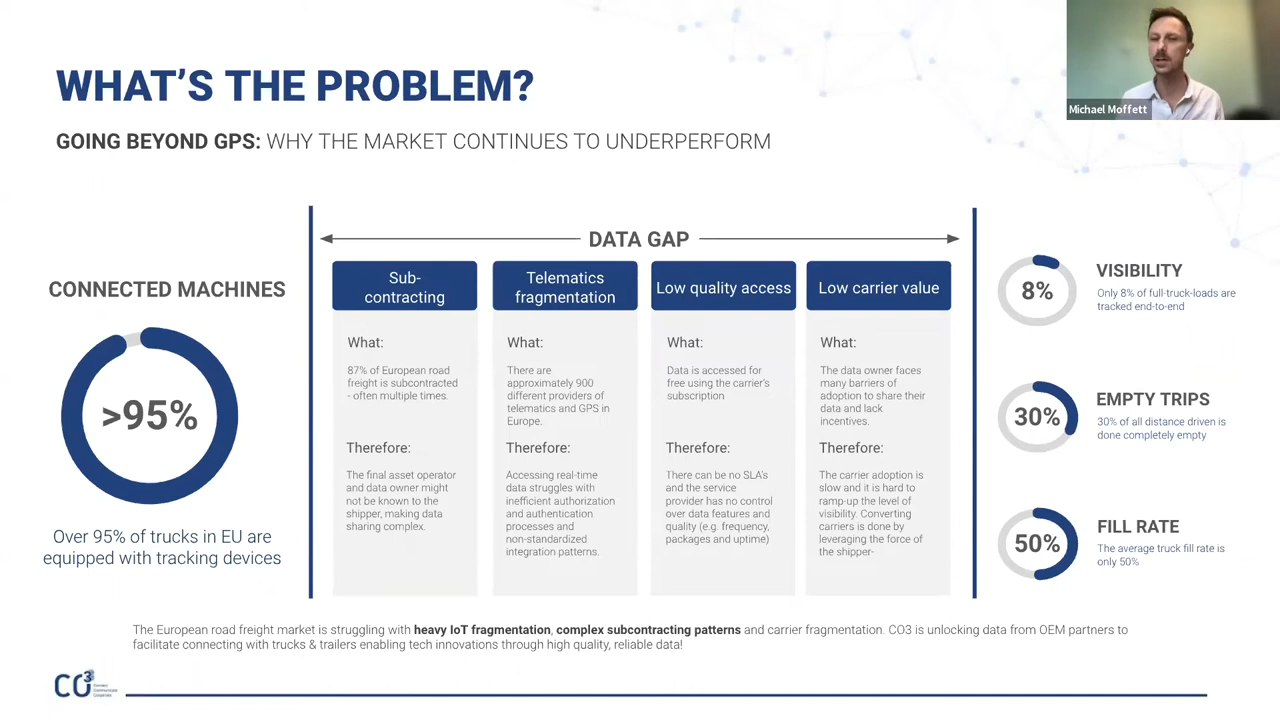 WHAT'S THE PROBLEM?
GOING BEYOND GPS: WHY THE MARKET CONTINUES TO UNDERPERFORM
Michael Moffett
CONNECTED MACHINES
>95%
Over 95% of trucks in EU are
equipped with tracking devices
DATA GAP
Sub-
contracting
What:
87% of European road
freight is subcontracted
- often multiple times.
Therefore:
The final asset operator
and data owner might
not be known to the
shipper, making data
sharing complex.
Telematics
fragmentation
What:
There are
approximately 900
different providers of
telematics and GPS in
Europe.
Therefore:
Accessing real-time
data struggles with
inefficient authorization
and authentication
processes and
non-standardized
integration patterns.
Low quality access
What:
Data is accessed for
free using the carrier's
subscription
Therefore:
There can be no SLA's
and the service
provider has no control
over data features and
quality (e.g. frequency,
packages and uptime)
Low carrier value
What:
The data owner faces
many barriers of
adoption to share their
data and lack
incentives.
Therefore:
The carrier adoption is
slow and it is hard to
ramp-up the level of
visibility. Converting
carriers is done by
leveraging the force of
the shipper-
8%
VISIBILITY
Only 8% of full-truck-loads are
tracked end-to-end
30%
EMPTY TRIPS
30% of all distance driven is
done completely empty
50%
FILL RATE
The average truck fill rate is
only 50%
The European road freight market is struggling with heavy IoT fragmentation, complex subcontracting patterns and carrier fragmentation. CO3 is unlocking data from OEM partners to
facilitate connecting with trucks & trailers enabling tech innovations through high quality, reliable data!
CO3